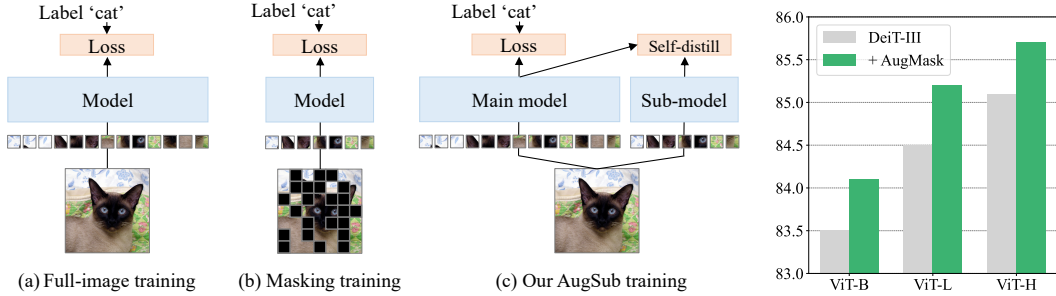 Label ‘cat’
Loss
Model
(a) Full-image training
Label ‘cat’
Loss
Model
(b) Masking training
Label ‘cat’
Loss
Self-distill
Main model
Sub-model
(c) Our AugSub training
86.0
85.5
85.0
84.5
84.0
83.5
83.0
DeiT-III
+ AugMask
ViT-B
ViT-L
ViT-H